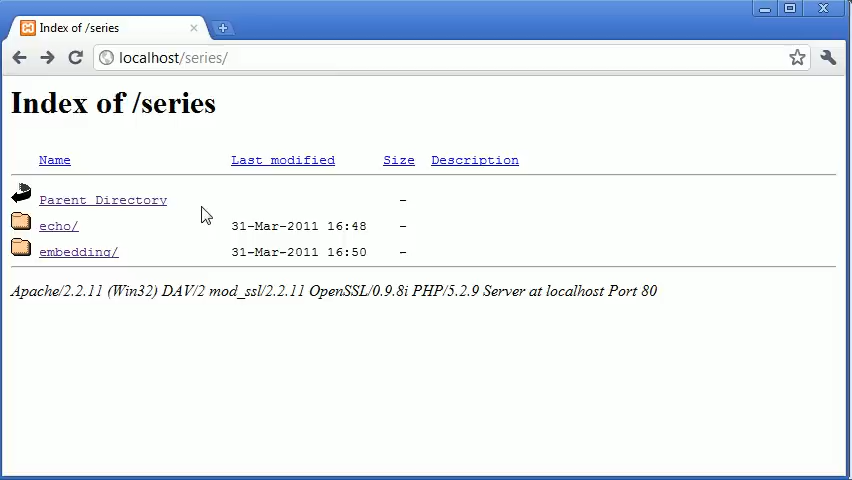 Index of /series
localhost/series/
Index of /series
Name Last modified Size Description
Parent Directory -
echo/ 31-Mar-2011 16:48 -
embedding/ 31-Mar-2011 16:50 -
Apache/2.2.11 (Win32) DAV/2 mod_ssl/2.2.11 OpenSSL/0.9.8i PHP/5.2.9 Server at localhost Port 80